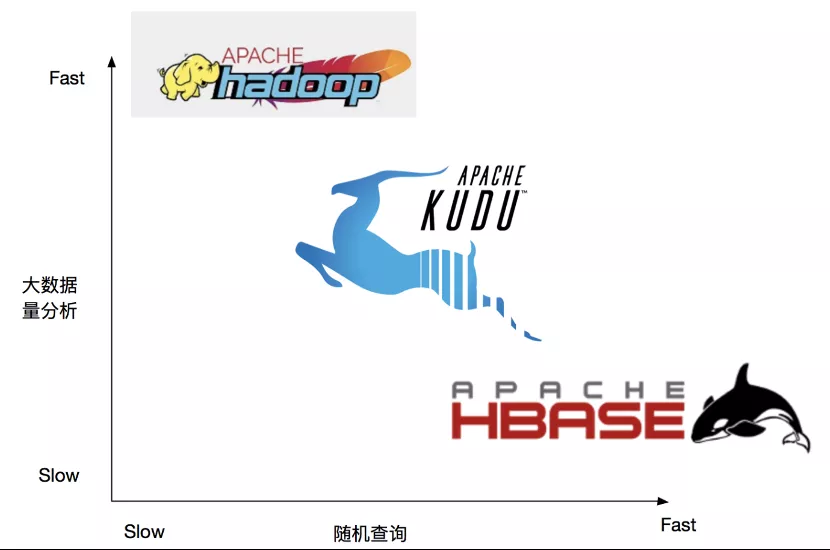 APACHE
hadoop
Fast
APACHE
KUDU™
大数据
量分析
APACHE
HBASE
Slow
Slow
随机查询
Fast